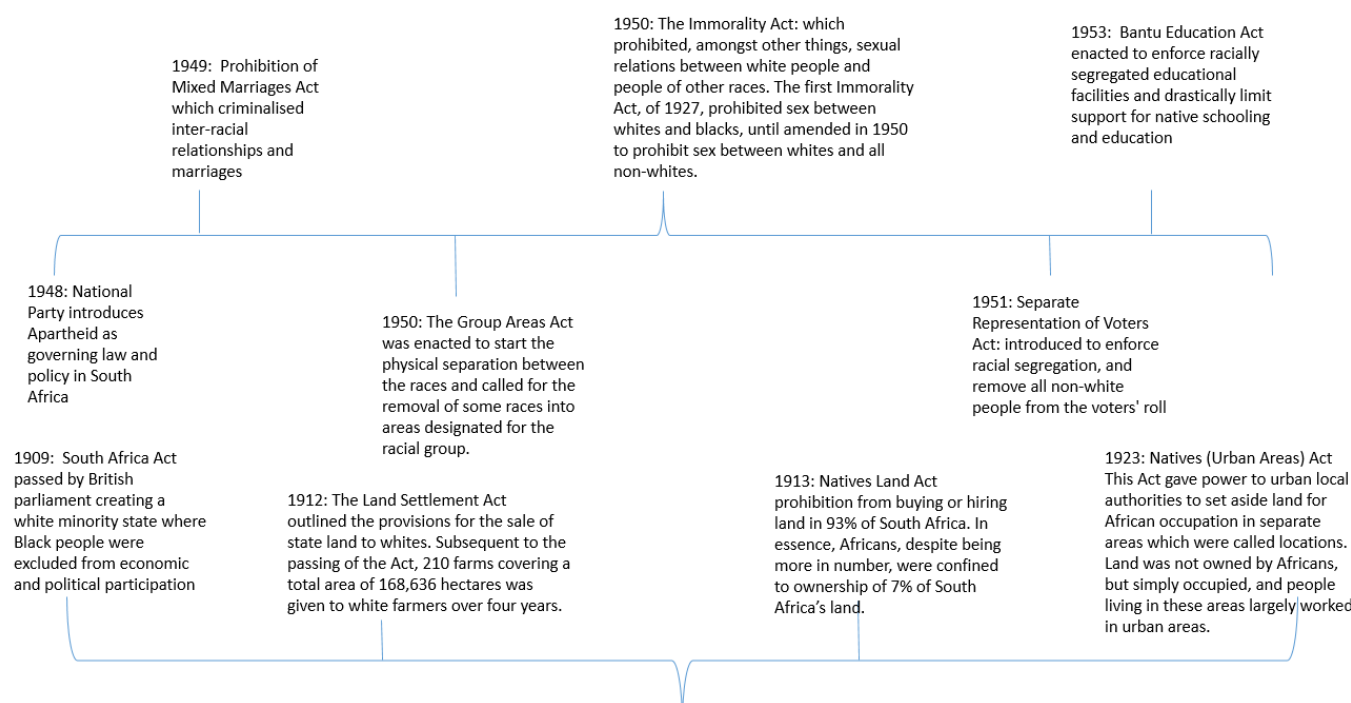 1949:  Prohibition of
Mixed Marriages Act
which criminalised
inter-racial
relationships and
marriages
1950: The Immorality Act: which
prohibited, amongst other things, sexual
relations between white people and
people of other races. The first Immorality
Act, of 1927, prohibited sex between
whites and blacks, until amended in 1950
to prohibit sex between whites and all
non-whites.
1953:  Bantu Education Act
enacted to enforce racially
segregated educational
facilities and drastically limit
support for native schooling
and education
1948: National
Party introduces
Apartheid as
governing law and
policy in South
Africa
1950: The Group Areas Act
was enacted to start the
physical separation between
the races and called for the
removal of some races into
areas designated for the
racial group.
1951: Separate
Representation of Voters
Act: introduced to enforce
racial segregation, and
remove all non-white
people from the voters' roll
1909:  South Africa Act
passed by British
parliament creating a
white minority state where
Black people were
excluded from economic
and political participation
1912: The Land Settlement Act
outlined the provisions for the sale of
state land to whites. Subsequent to the
passing of the Act, 210 farms covering a
total area of 168,636 hectares was
given to white farmers over four years.
1913: Natives Land Act
prohibition from buying or hiring
land in 93% of South Africa. In
essence, Africans, despite being
more in number, were confined
to ownership of 7% of South
Africa’s land.
1923: Natives (Urban Areas) Act
This Act gave power to urban local
authorities to set aside land for
African occupation in separate
areas which were called locations.
Land was not owned by Africans,
but simply occupied, and people
living in these areas largely worked
in urban areas.